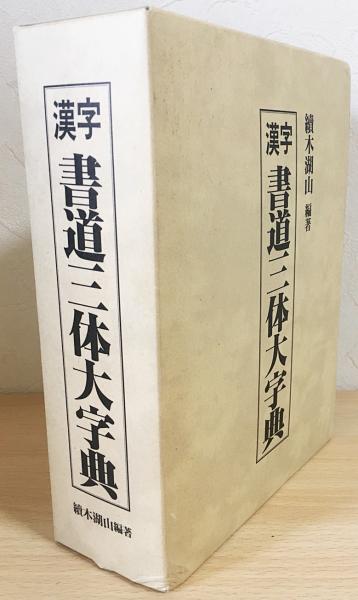 漢字
書道三体大字典
續木湖山編著
續木湖山 編著
漢字
書道三体大字典